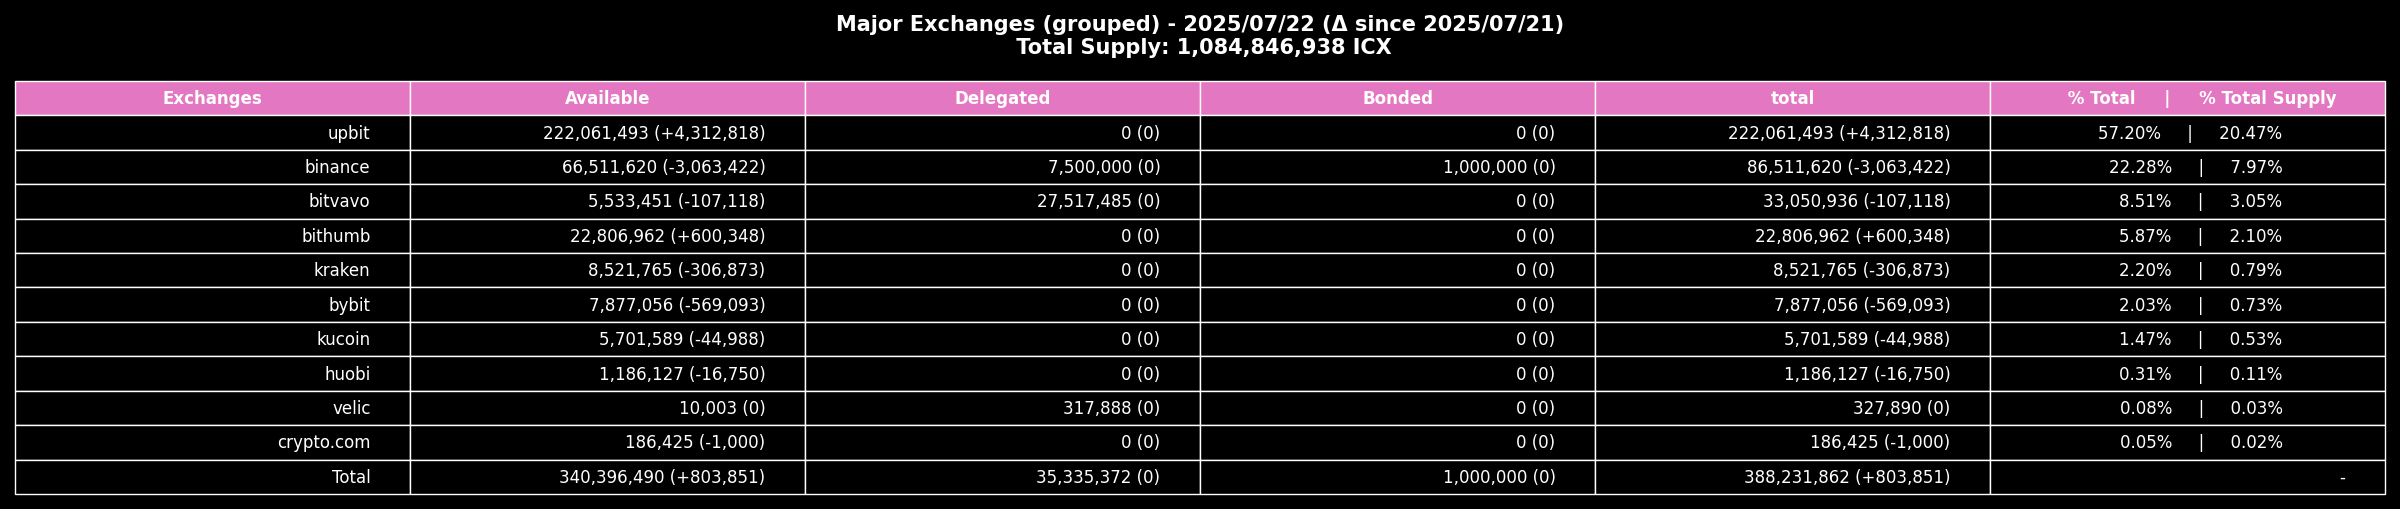 Major Exchanges (grouped) - 2025/07/22 (Δ since 2025/07/21)
Total Supply: 1,084,846,938 ICX
Exchanges Available Delegated Bonded total % Total | % Total Supply
upbit 222,061,493 (+4,312,818) 0 (0) 0 (0) 222,061,493 (+4,312,818) 57.20% | 20.47%
binance 66,511,620 (-3,063,422) 7,500,000 (0) 1,000,000 (0) 86,511,620 (-3,063,422) 22.28% | 7.97%
bitvavo 5,533,451 (-107,118) 27,517,485 (0) 0 (0) 33,050,936 (-107,118) 8.51% | 3.05%
bithumb 22,806,962 (+600,348) 0 (0) 0 (0) 22,806,962 (+600,348) 5.87% | 2.10%
kraken 8,521,765 (-306,873) 0 (0) 0 (0) 8,521,765 (-306,873) 2.20% | 0.79%
bybit 7,877,056 (-569,093) 0 (0) 0 (0) 7,877,056 (-569,093) 2.03% | 0.73%
kucoin 5,701,589 (-44,988) 0 (0) 0 (0) 5,701,589 (-44,988) 1.47% | 0.53%
huobi 1,186,127 (-16,750) 0 (0) 0 (0) 1,186,127 (-16,750) 0.31% | 0.11%
velic 10,003 (0) 317,888 (0) 0 (0) 327,890 (0) 0.08% | 0.03%
crypto.com 186,425 (-1,000) 0 (0) 0 (0) 186,425 (-1,000) 0.05% | 0.02%
Total 340,396,490 (+803,851) 35,335,372 (0) 1,000,000 (0) 388,231,862 (+803,851) -